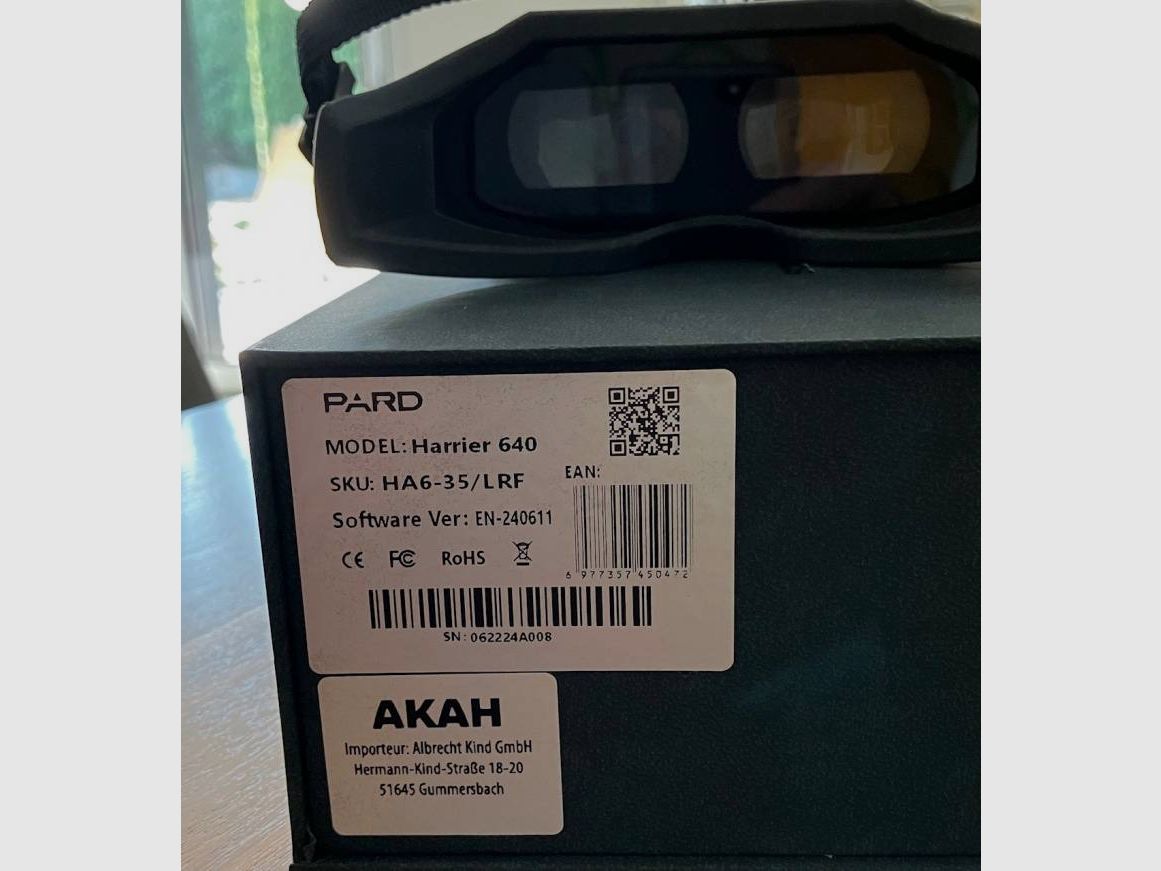 PARD
MODEL: Harrier 640
SKU: HA6-35/LRF
EAN:
Software Ver: EN-240611
CE FC RoHS
6 977357 450472
SN: 062224A008
AKAH
Importeur: Albrecht Kind GmbH
Hermann-Kind-Straße 18-20
51645 Gummersbach